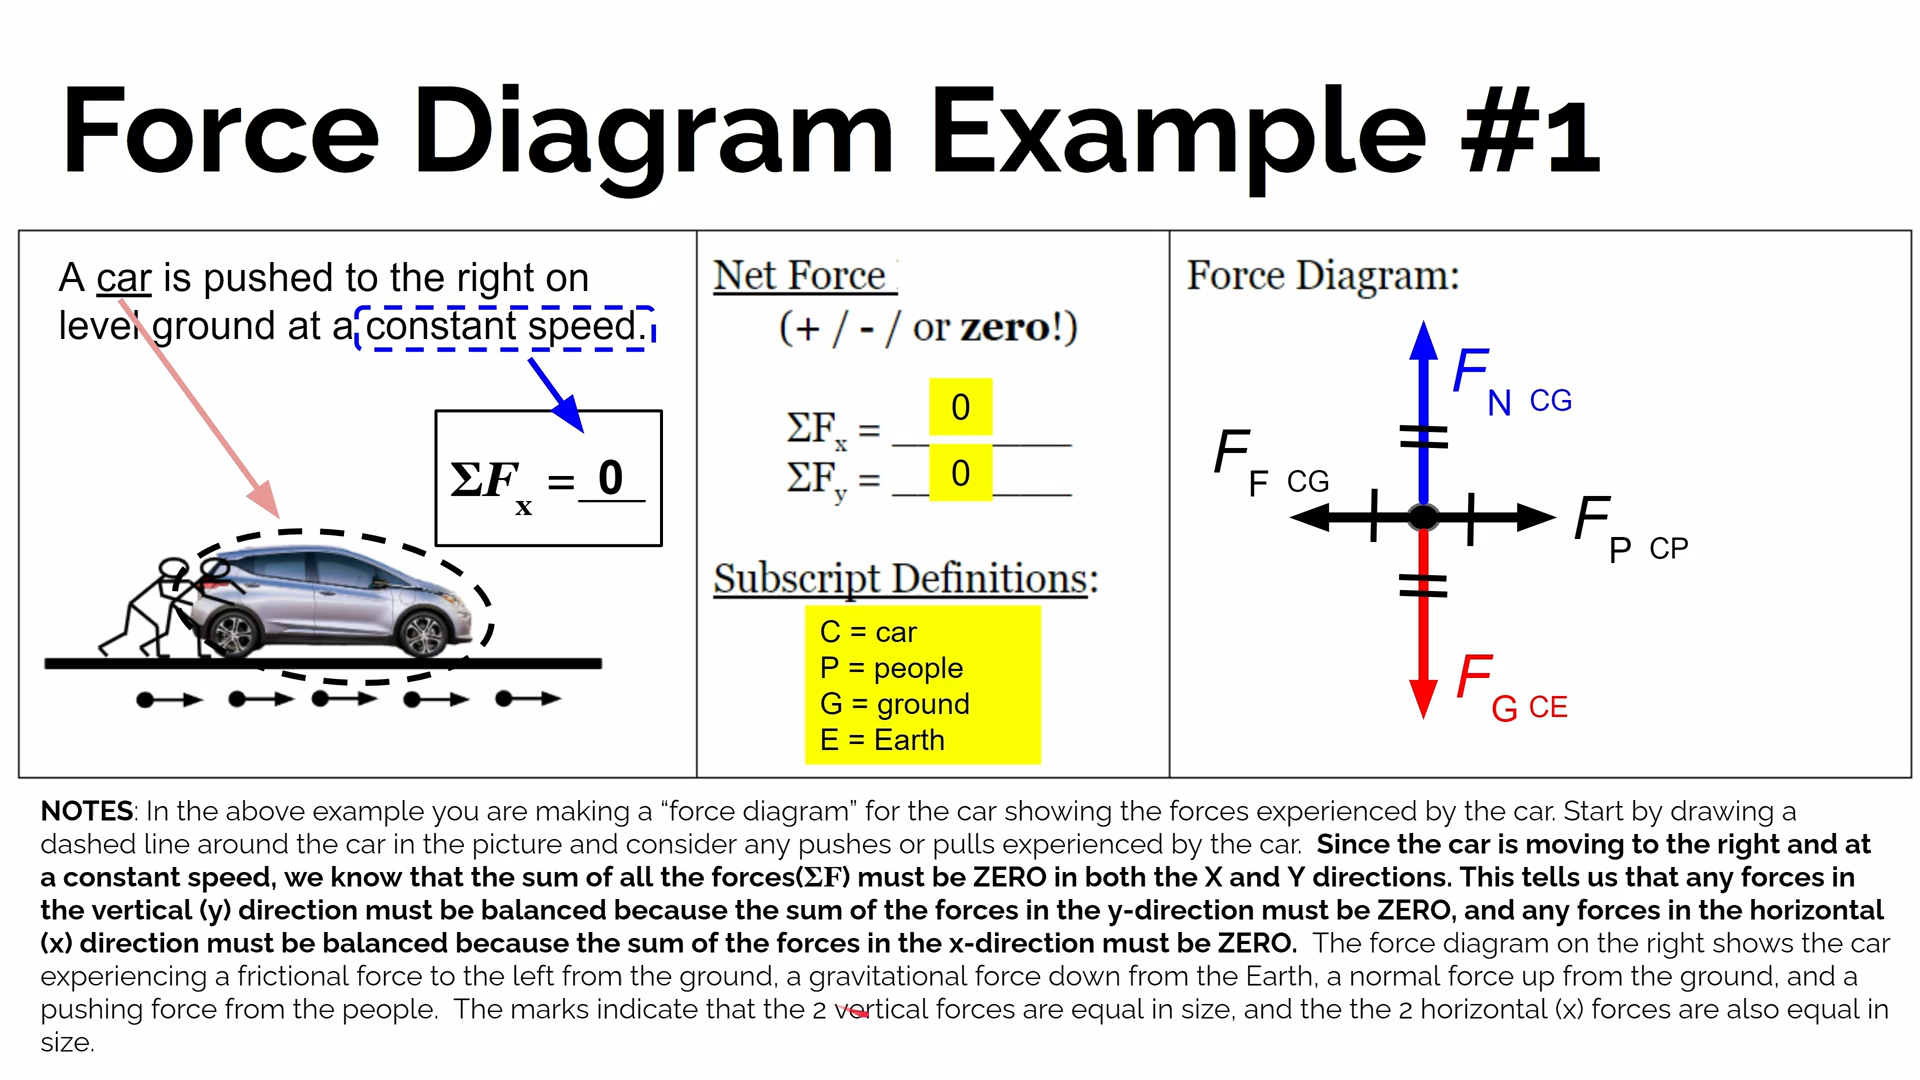 Force Diagram Example #1
A car is pushed to the right on
level ground at a constant speed.
ΣFx = 0
Net Force
(+ / - / or zero!)
ΣFx = 0
ΣFy = 0
Subscript Definitions:
C = car
P = people
G = ground
E = Earth
Force Diagram:
F N CG
F F CG
F P CP
F G CE
NOTES: In the above example you are making a “force diagram” for the car showing the forces experienced by the car. Start by drawing a
dashed line around the car in the picture and consider any pushes or pulls experienced by the car. Since the car is moving to the right and at
a constant speed, we know that the sum of all the forces(ΣF) must be ZERO in both the X and Y directions. This tells us that any forces in
the vertical (y) direction must be balanced because the sum of the forces in the y-direction must be ZERO, and any forces in the horizontal
(x) direction must be balanced because the sum of the forces in the x-direction must be ZERO. The force diagram on the right shows the car
experiencing a frictional force to the left from the ground, a gravitational force down from the Earth, a normal force up from the ground, and a
pushing force from the people. The marks indicate that the 2 vertical forces are equal in size, and the the 2 horizontal (x) forces are also equal in
size.